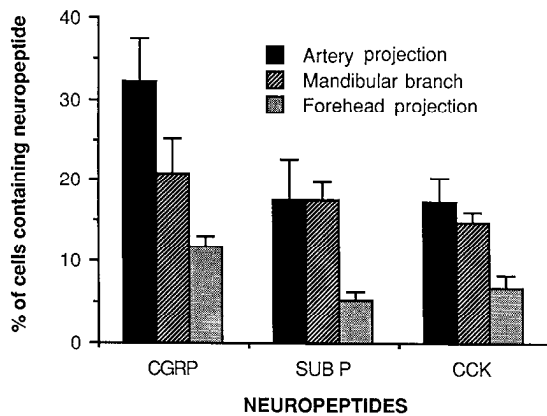 % of cells containing neuropeptide
40
30
20
10
0
Artery projection
Mandibular branch
Forehead projection
CGRP
SUB P
CCK
NEUROPEPTIDES